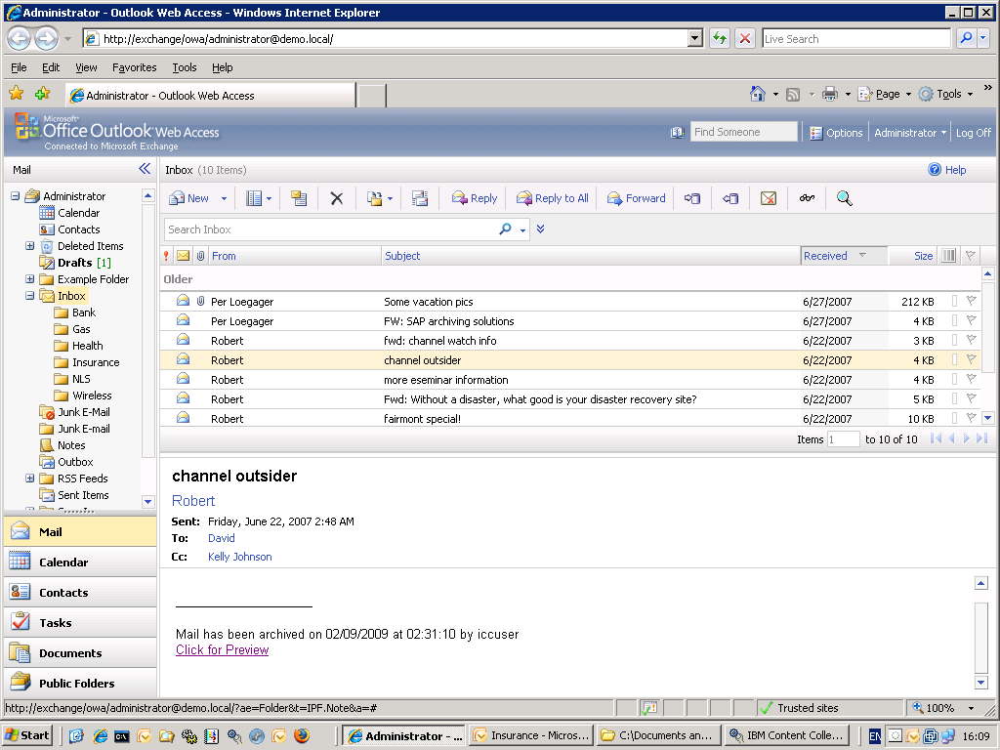 Administrator - Outlook Web Access - Windows Internet Explorer
http://exchange/owa/administrator@demo.local/
Live Search
File Edit View Favorites Tools Help
Administrator - Outlook Web Access
Page Tools »
Microsoft®
Office Outlook® Web Access
Connected to Microsoft Exchange
Find Someone Options Administrator Log Off
Mail
Administrator
Calendar
Contacts
Deleted Items
Drafts [1]
Example Folder
Inbox
Bank
Gas
Health
Insurance
NLS
Wireless
Junk E-Mail
Junk E-mail
Notes
Outbox
RSS Feeds
Sent Items
Mail
Calendar
Contacts
Tasks
Documents
Public Folders
Inbox (10 Items) Help
New Reply Reply to All Forward
Search Inbox
From Subject Received Size
Older
Per Loegager Some vacation pics 6/27/2007 212 KB
Per Loegager FW: SAP archiving solutions 6/27/2007 4 KB
Robert fwd: channel watch info 6/22/2007 3 KB
Robert channel outsider 6/22/2007 4 KB
Robert more eseminar information 6/22/2007 4 KB
Robert Fwd: Without a disaster, what good is your disaster recovery site? 6/22/2007 5 KB
Robert fairmont special! 6/22/2007 10 KB
Items 1 to 10 of 10
channel outsider
Robert
Sent: Friday, June 22, 2007 2:48 AM
To: David
Cc: Kelly Johnson
Mail has been archived on 02/09/2009 at 02:31:10 by iccuser
Click for Preview
http://exchange/owa/administrator@demo.local/?ae=Folder&t=IPF.Note&a=# Trusted sites 100%
Start Administrator - ... Insurance - Micros... C:\Documents an... IBM Content Colle... EN 16:09